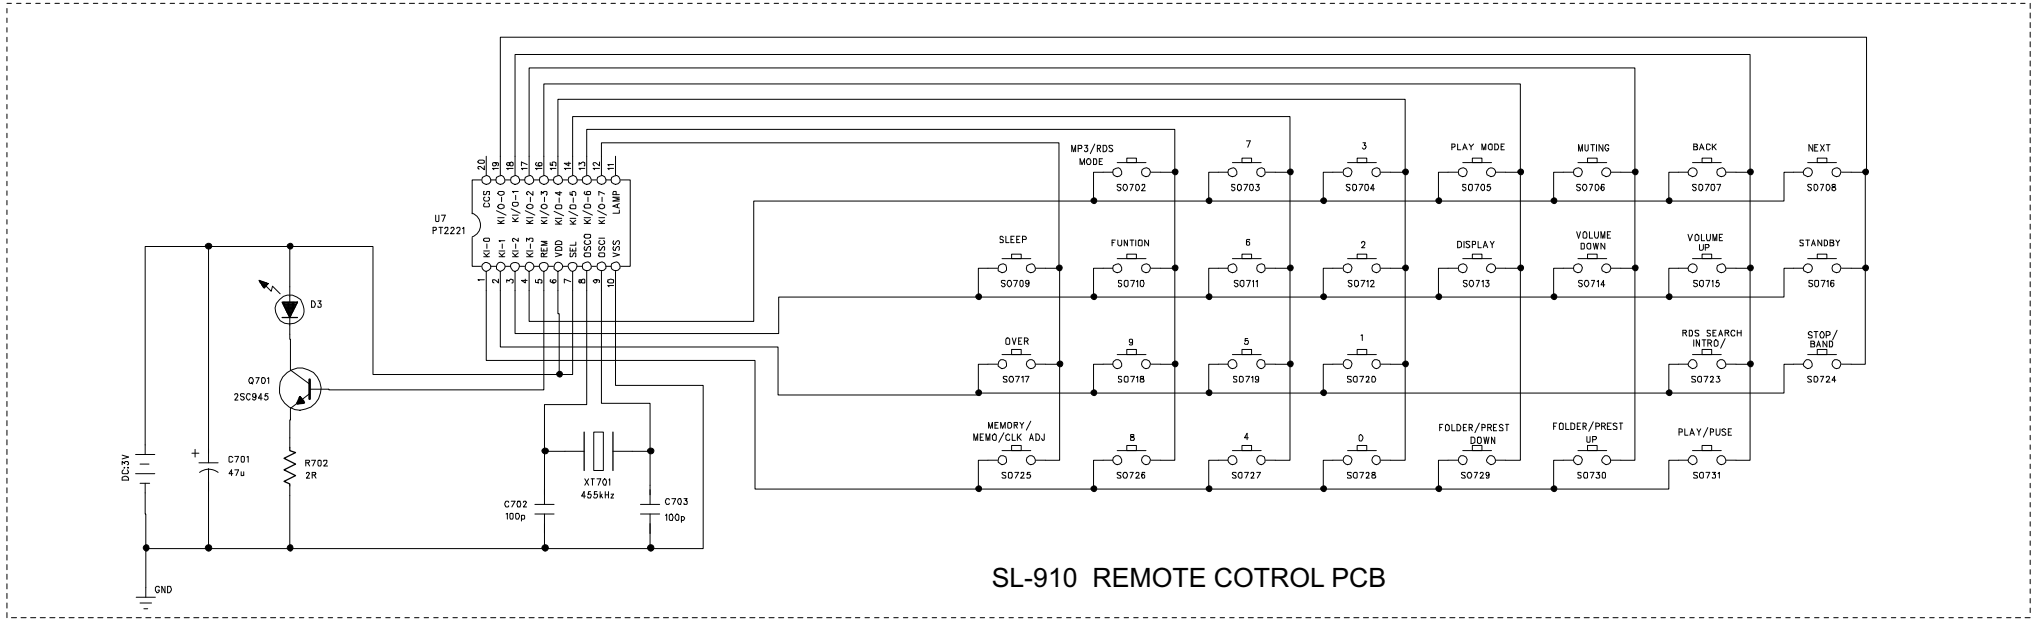 MP3/RDS
MODE
S0702
7
S0703
3
S0704
PLAY MODE
S0705
MUTING
S0706
BACK
S0707
NEXT
S0708
20
19
18
17
16
15
14
13
12
11
CCS
KI/O-0
KI/O-1
KI/O-2
KI/O-3
KI/O-4
KI/O-5
KI/O-6
KI/O-7
LAMP
U7
PT2221
KI-0
KI-1
KI-2
KI-3
REM
VDD
SEL
OSCO
OSCI
VSS
1
2
3
4
5
6
7
8
9
10
SLEEP
S0709
FUNTION
S0710
6
S0711
2
S0712
DISPLAY
S0713
VOLUME
DOWN
S0714
VOLUME
UP
S0715
STANDBY
S0716
D3
OVER
S0717
9
S0718
5
S0719
1
S0720
RDS SEARCH
INTRO/
S0723
STOP/
BAND
S0724
Q701
2SC945
MEMORY/
MEMO/CLK ADJ
S0725
8
S0726
4
S0727
0
S0728
FOLDER/PREST
DOWN
S0729
FOLDER/PREST
UP
S0730
PLAY/PUSE
S0731
DC:3V
+
C701
47u
R702
2R
XT701
455kHz
C702
100p
C703
100p
GND
SL-910 REMOTE COTROL PCB